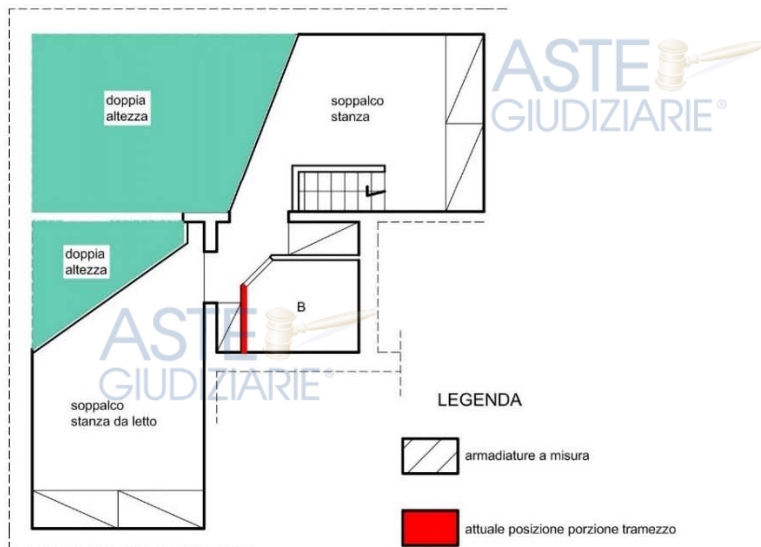 doppia
altezza
soppalco
stanza
ASTE
GIUDIZIARIE®
doppia
altezza
B
ASTE
GIUDIZIARIE®
soppalco
stanza da letto
LEGENDA
armadiature a misura
attuale posizione porzione tramezzo